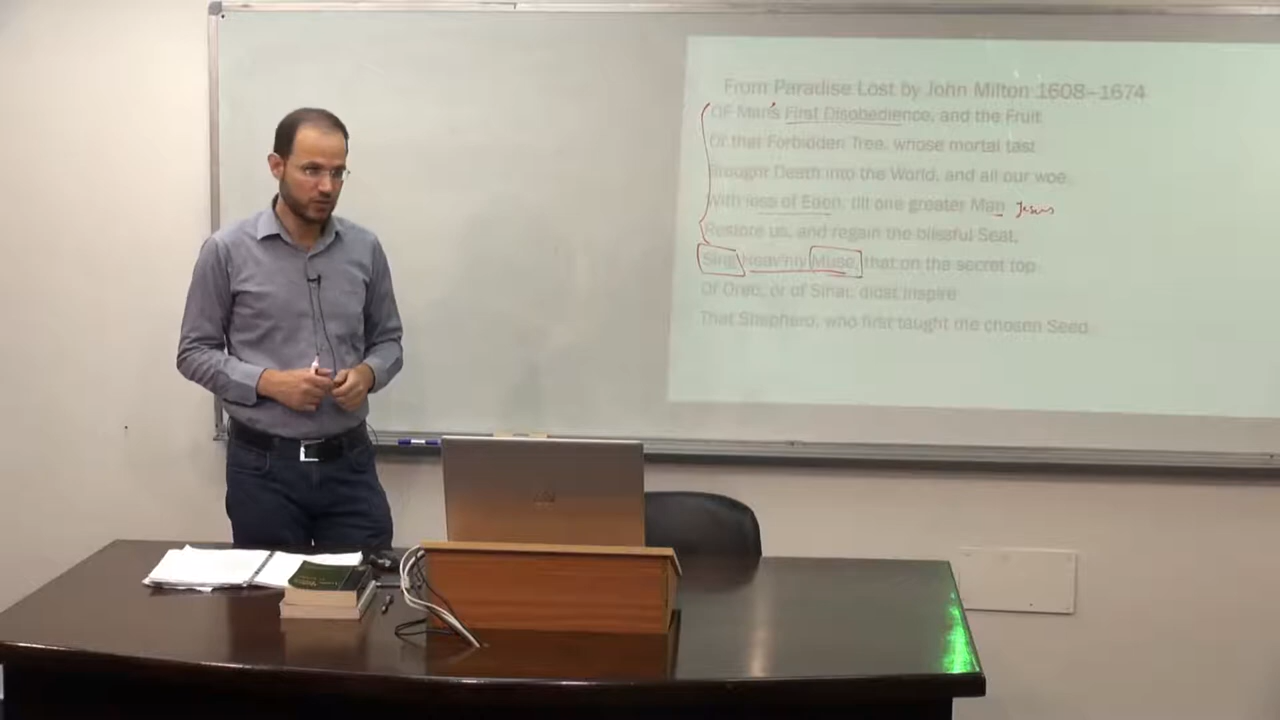 From Paradise Lost by John Milton 1608–1674
OF Man's First Disobedience, and the Fruit
Of that Forbidden Tree, whose mortal tast
Brought Death into the World, and all our woe,
With loss of Eden, till one greater Man Jesus
Restore us, and regain the blissful Seat,
Sing Heav'nly Muse, that on the secret top
Of Oreb, or of Sinai, didst inspire
That Shepherd, who first taught the chosen Seed